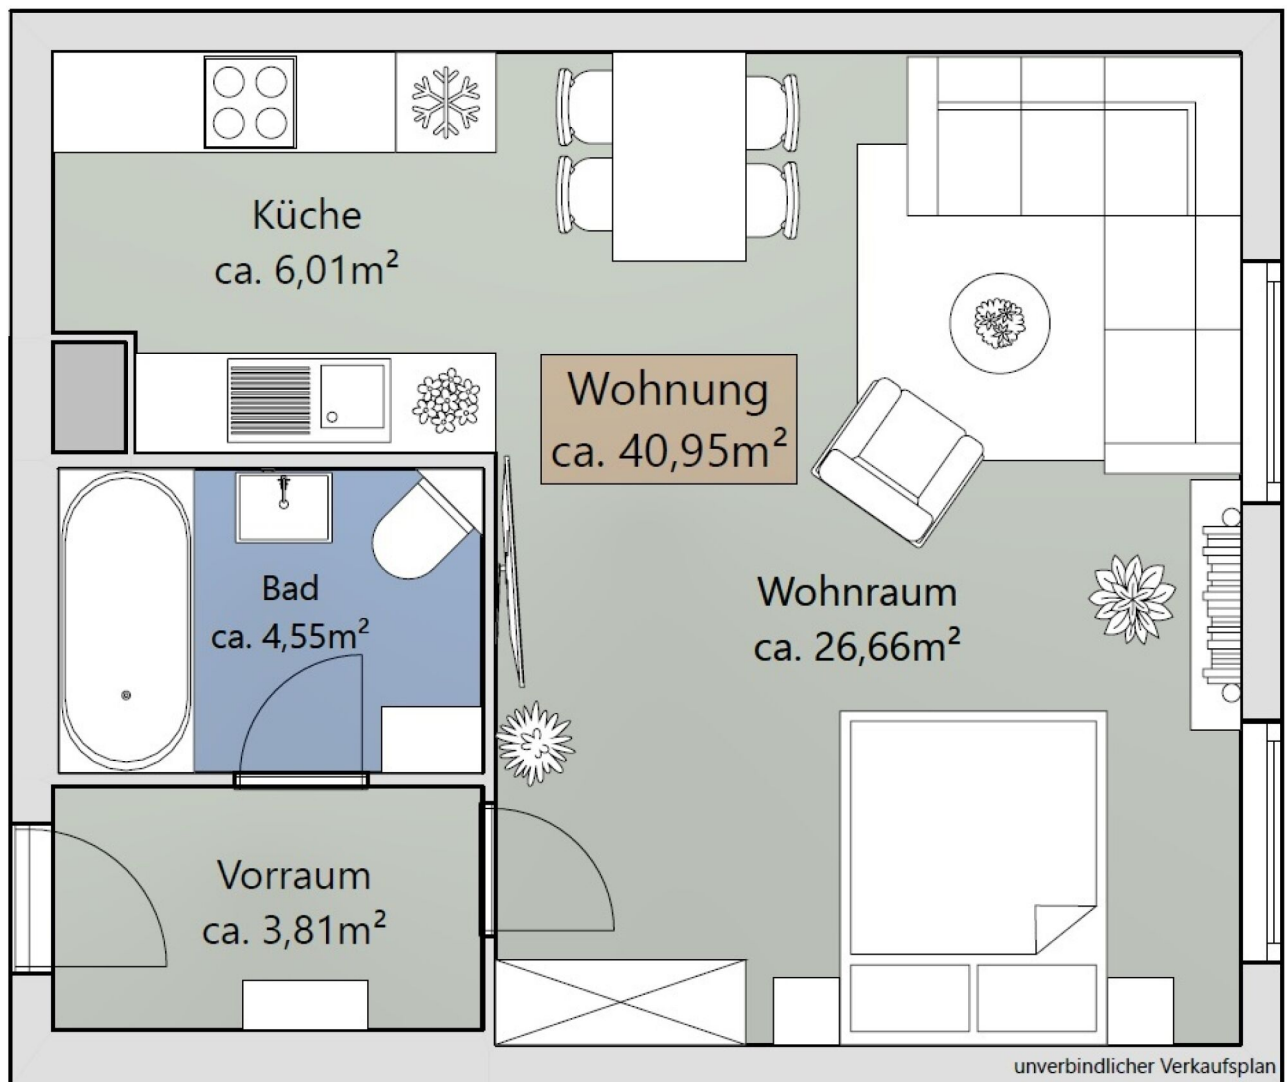 Küche
ca. 6,01m²
Wohnung
ca. 40,95m²
Bad
ca. 4,55m²
Wohnraum
ca. 26,66m²
Vorraum
ca. 3,81m²
unverbindlicher Verkaufsplan